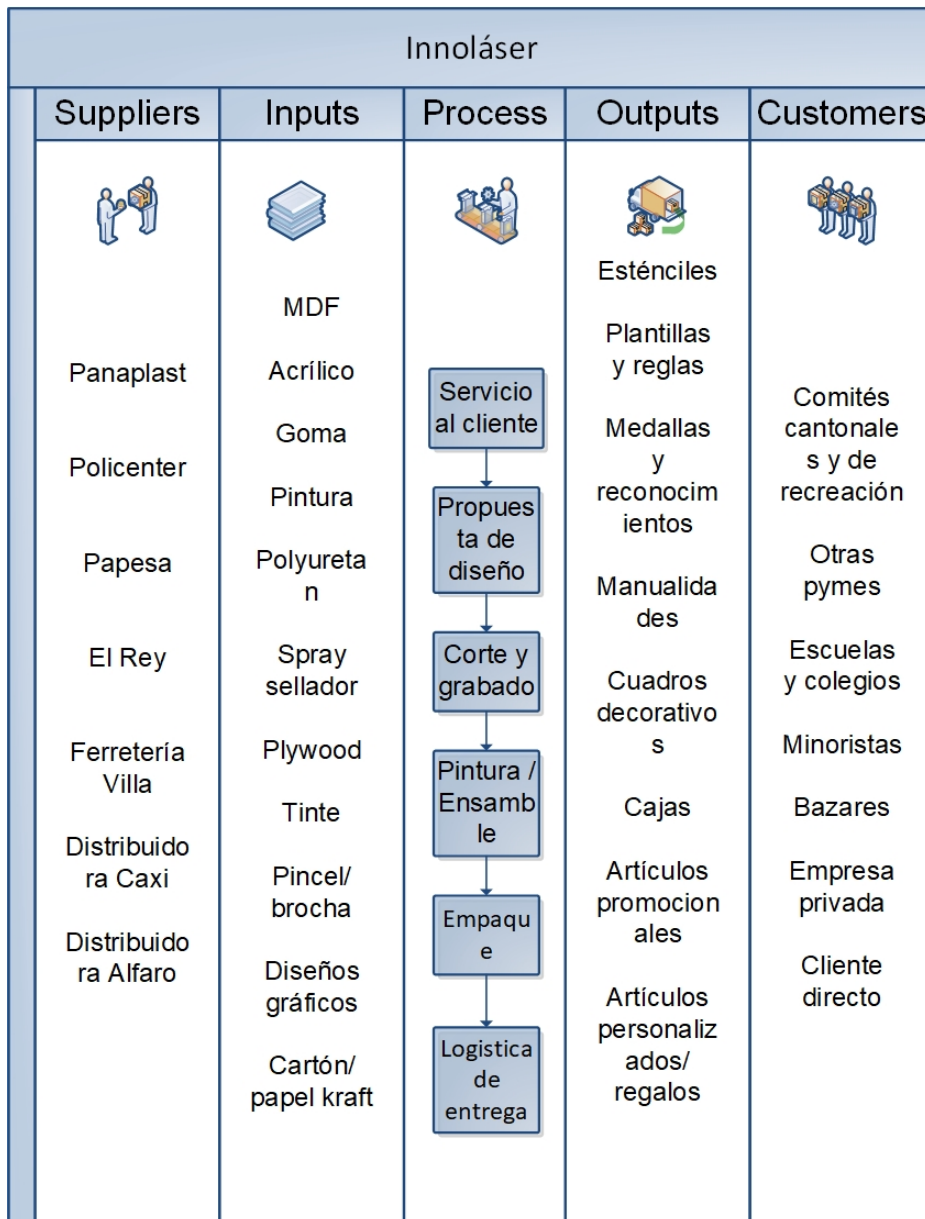 Innoláser
Suppliers
Inputs
Process
Outputs
Customers
Panaplast
Policenter
Papesa
El Rey
Ferretería
Villa
Distribuido
ra Caxi
Distribuido
ra Alfaro
MDF
Acrílico
Goma
Pintura
Polyureta
n
Spray
sellador
Plywood
Tinte
Pincel/
brocha
Diseños
gráficos
Cartón/
papel kraft
Servicio
al cliente
Propues
ta de
diseño
Corte y
grabado
Pintura /
Ensamb
le
Empaqu
e
Logistica
de
entrega
Esténciles
Plantillas
y reglas
Medallas
y
reconocim
ientos
Manualida
des
Cuadros
decorativo
s
Cajas
Artículos
promocion
ales
Artículos
personaliz
ados/
regalos
Comités
cantonale
s y de
recreación
Otras
pymes
Escuelas
y colegios
Minoristas
Bazares
Empresa
privada
Cliente
directo